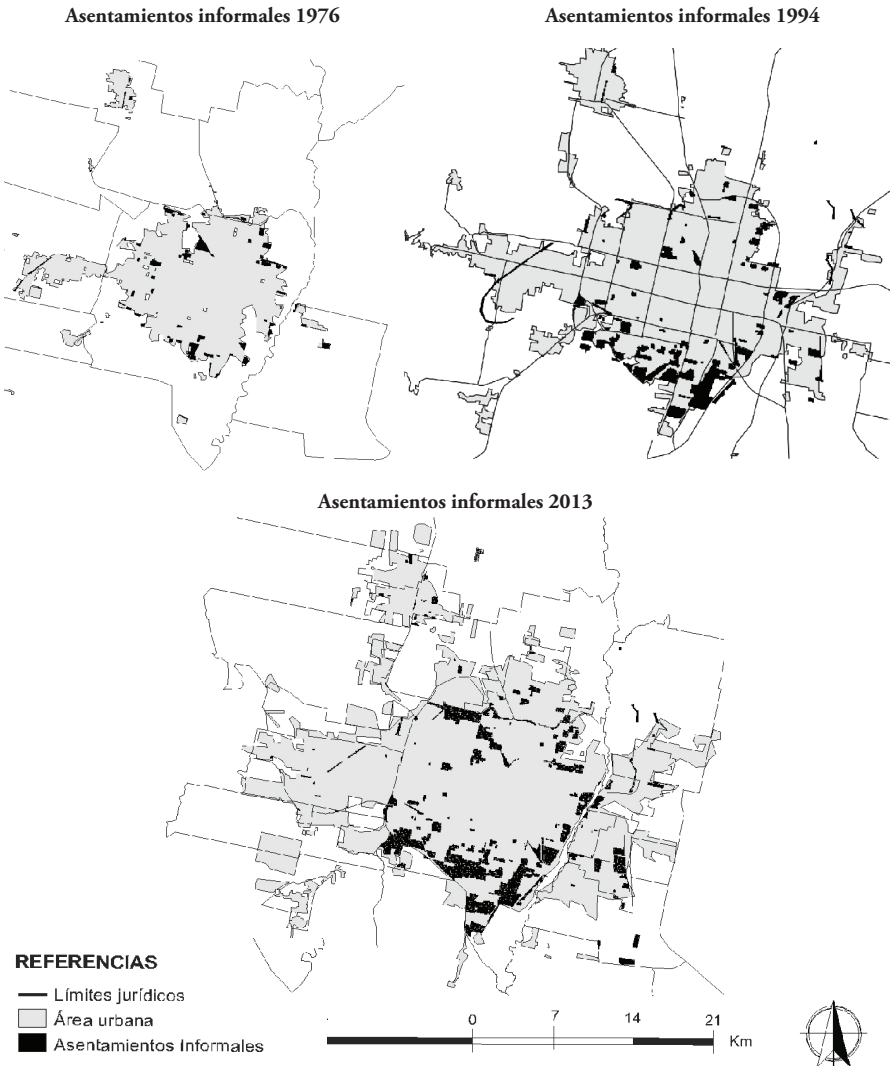 Asentamientos informales 1976
Asentamientos informales 1994
Asentamientos informales 2013
REFERENCIAS
Límites jurídicos
Área urbana
Asentamientos Informales
0 7 14 21
Km